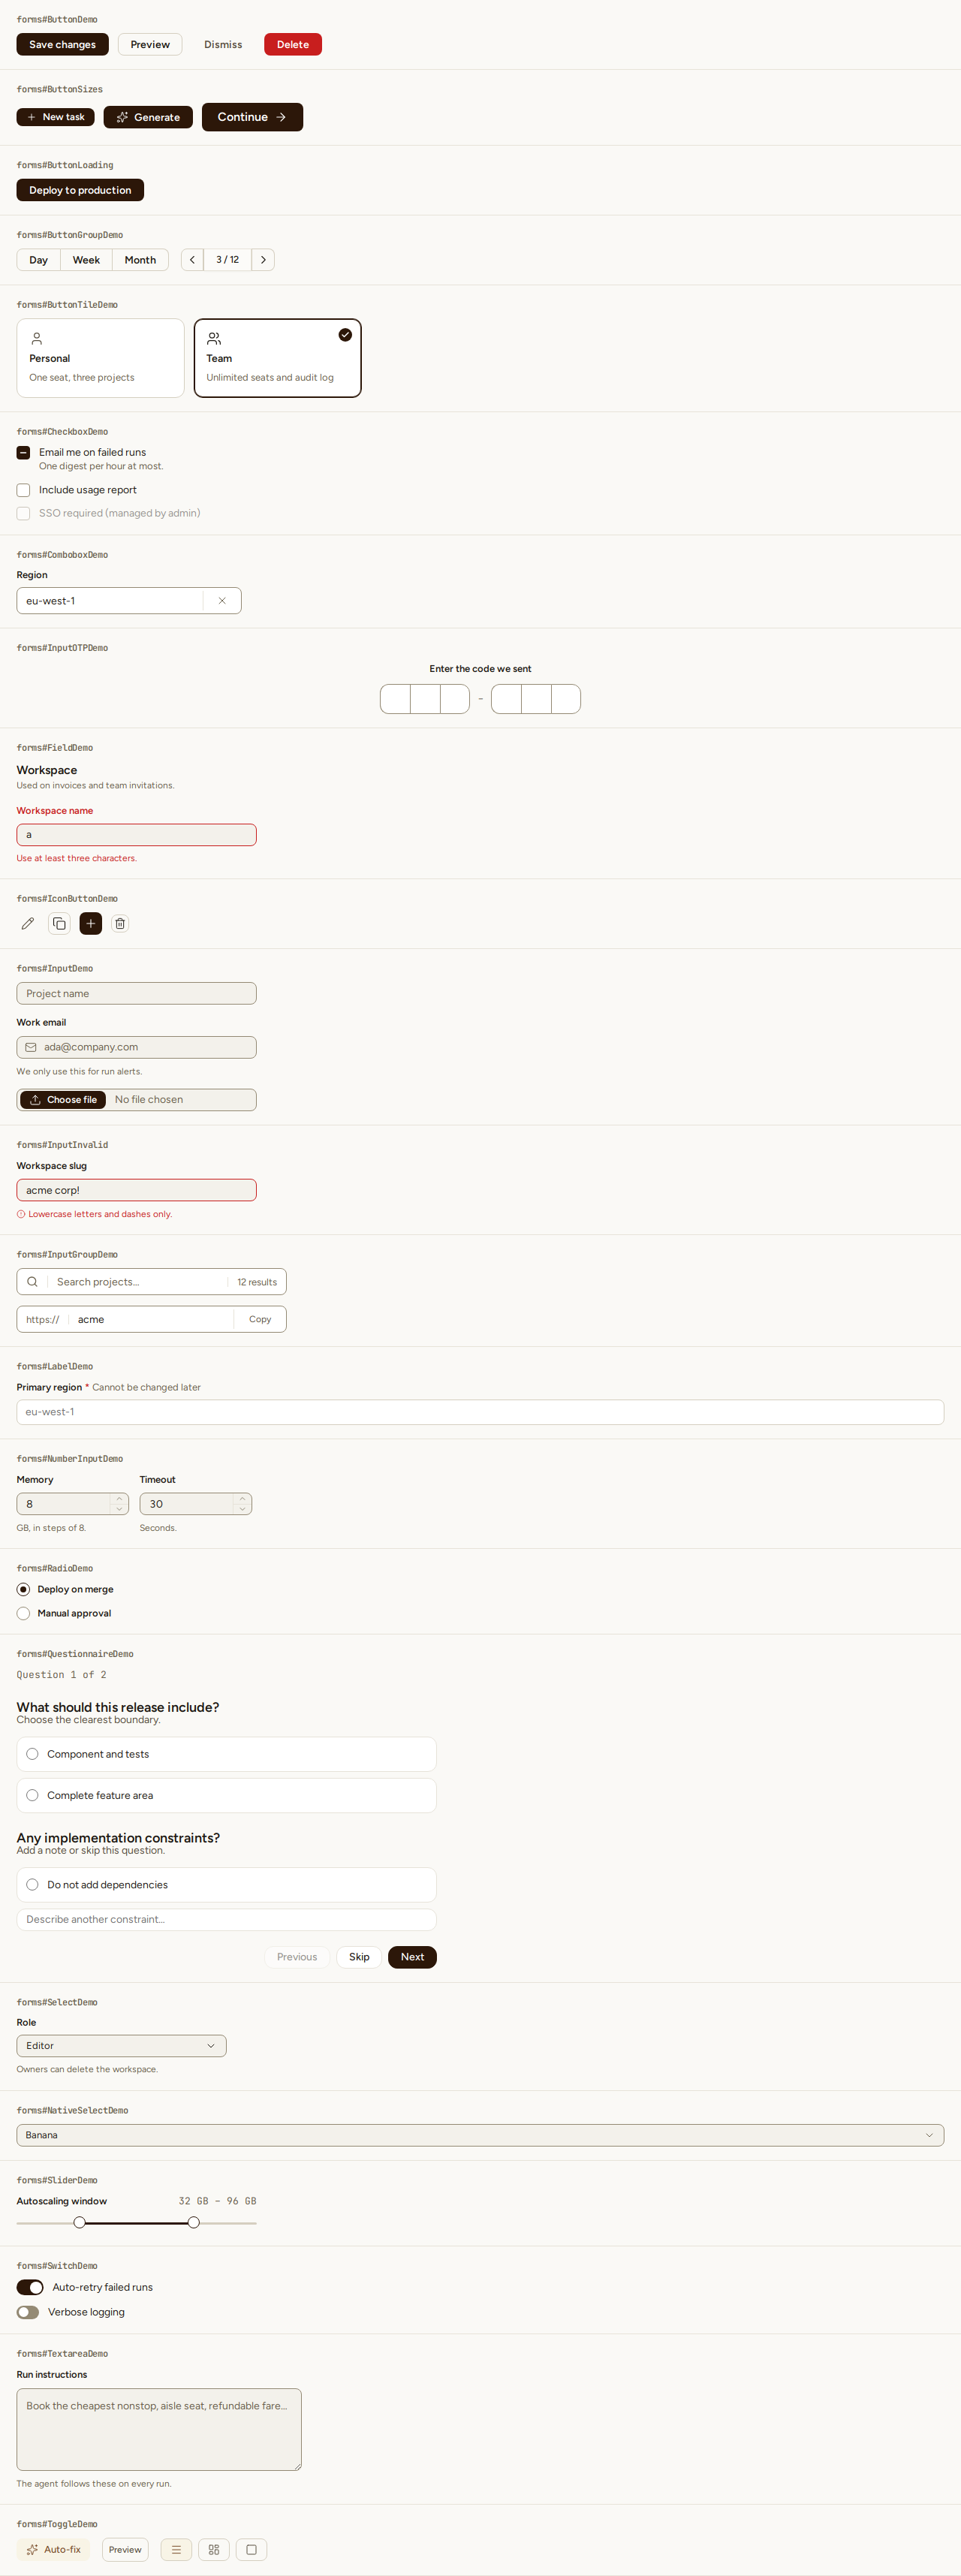 forms#ButtonDemo
Save changes Preview Dismiss Delete
forms#ButtonSizes
New task Generate Continue
forms#ButtonLoading
Deploy to production
forms#ButtonGroupDemo
Day Week Month 3 / 12
forms#ButtonTileDemo
Personal
One seat, three projects
Team
Unlimited seats and audit log
forms#CheckboxDemo
Email me on failed runs
One digest per hour at most.
Include usage report
SSO required (managed by admin)
forms#ComboboxDemo
Region
eu-west-1
forms#InputOTPDemo
Enter the code we sent
-
forms#FieldDemo
Workspace
Used on invoices and team invitations.
Workspace name
a
Use at least three characters.
forms#IconButtonDemo
forms#InputDemo
Project name
Work email
ada@company.com
We only use this for run alerts.
Choose file No file chosen
forms#InputInvalid
Workspace slug
acme corp!
Lowercase letters and dashes only.
forms#InputGroupDemo
Search projects... 12 results
https:// acme Copy
forms#LabelDemo
Primary region * Cannot be changed later
eu-west-1
forms#NumberInputDemo
Memory Timeout
8 30
GB, in steps of 8. Seconds.
forms#RadioDemo
Deploy on merge
Manual approval
forms#QuestionnaireDemo
Question 1 of 2
What should this release include?
Choose the clearest boundary.
Component and tests
Complete feature area
Any implementation constraints?
Add a note or skip this question.
Do not add dependencies
Describe another constraint...
Previous Skip Next
forms#SelectDemo
Role
Editor
Owners can delete the workspace.
forms#NativeSelectDemo
Banana
forms#SliderDemo
Autoscaling window 32 GB – 96 GB
forms#SwitchDemo
Auto-retry failed runs
Verbose logging
forms#TextareaDemo
Run instructions
Book the cheapest nonstop, aisle seat, refundable fare...
The agent follows these on every run.
forms#ToggleDemo
Auto-fix Preview